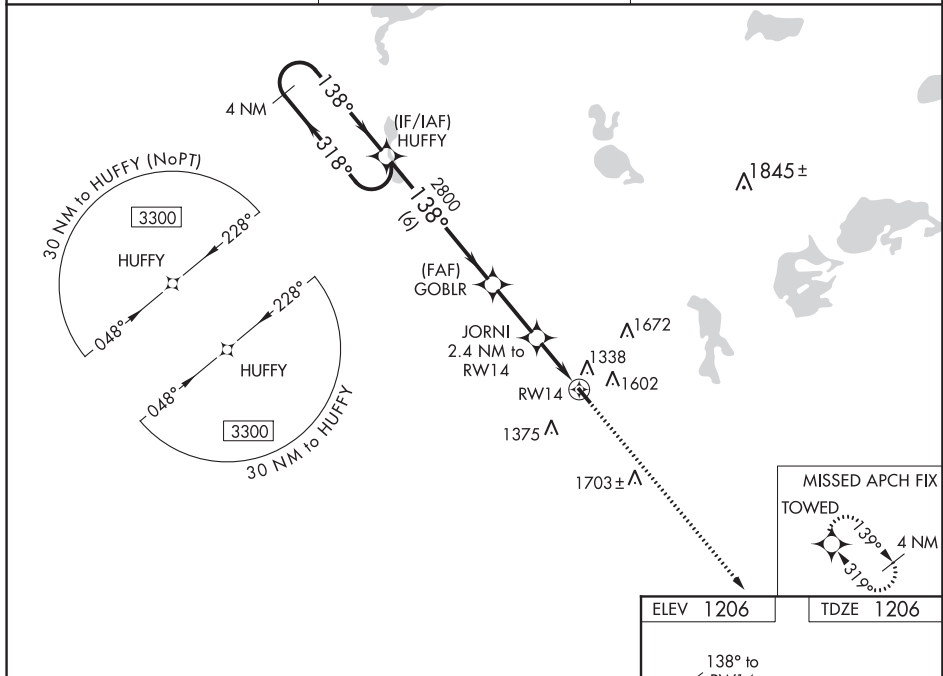 138°
4 NM
318°
(IF/IAF)
HUFFY
2800
138°
(6)
1845 ±
30 NM to HUFFY (NoPT)
3300
HUFFY
228°
048°
228°
HUFFY
048°
3300
30 NM to HUFFY
(FAF)
GOBLR
JORNI
2.4 NM to
RW14
1672
1338
1602
RW14
1375
1703 ±
MISSED APCH FIX
TOWED
139°
4 NM
319°
ELEV 1206
TDZE 1206
138° to